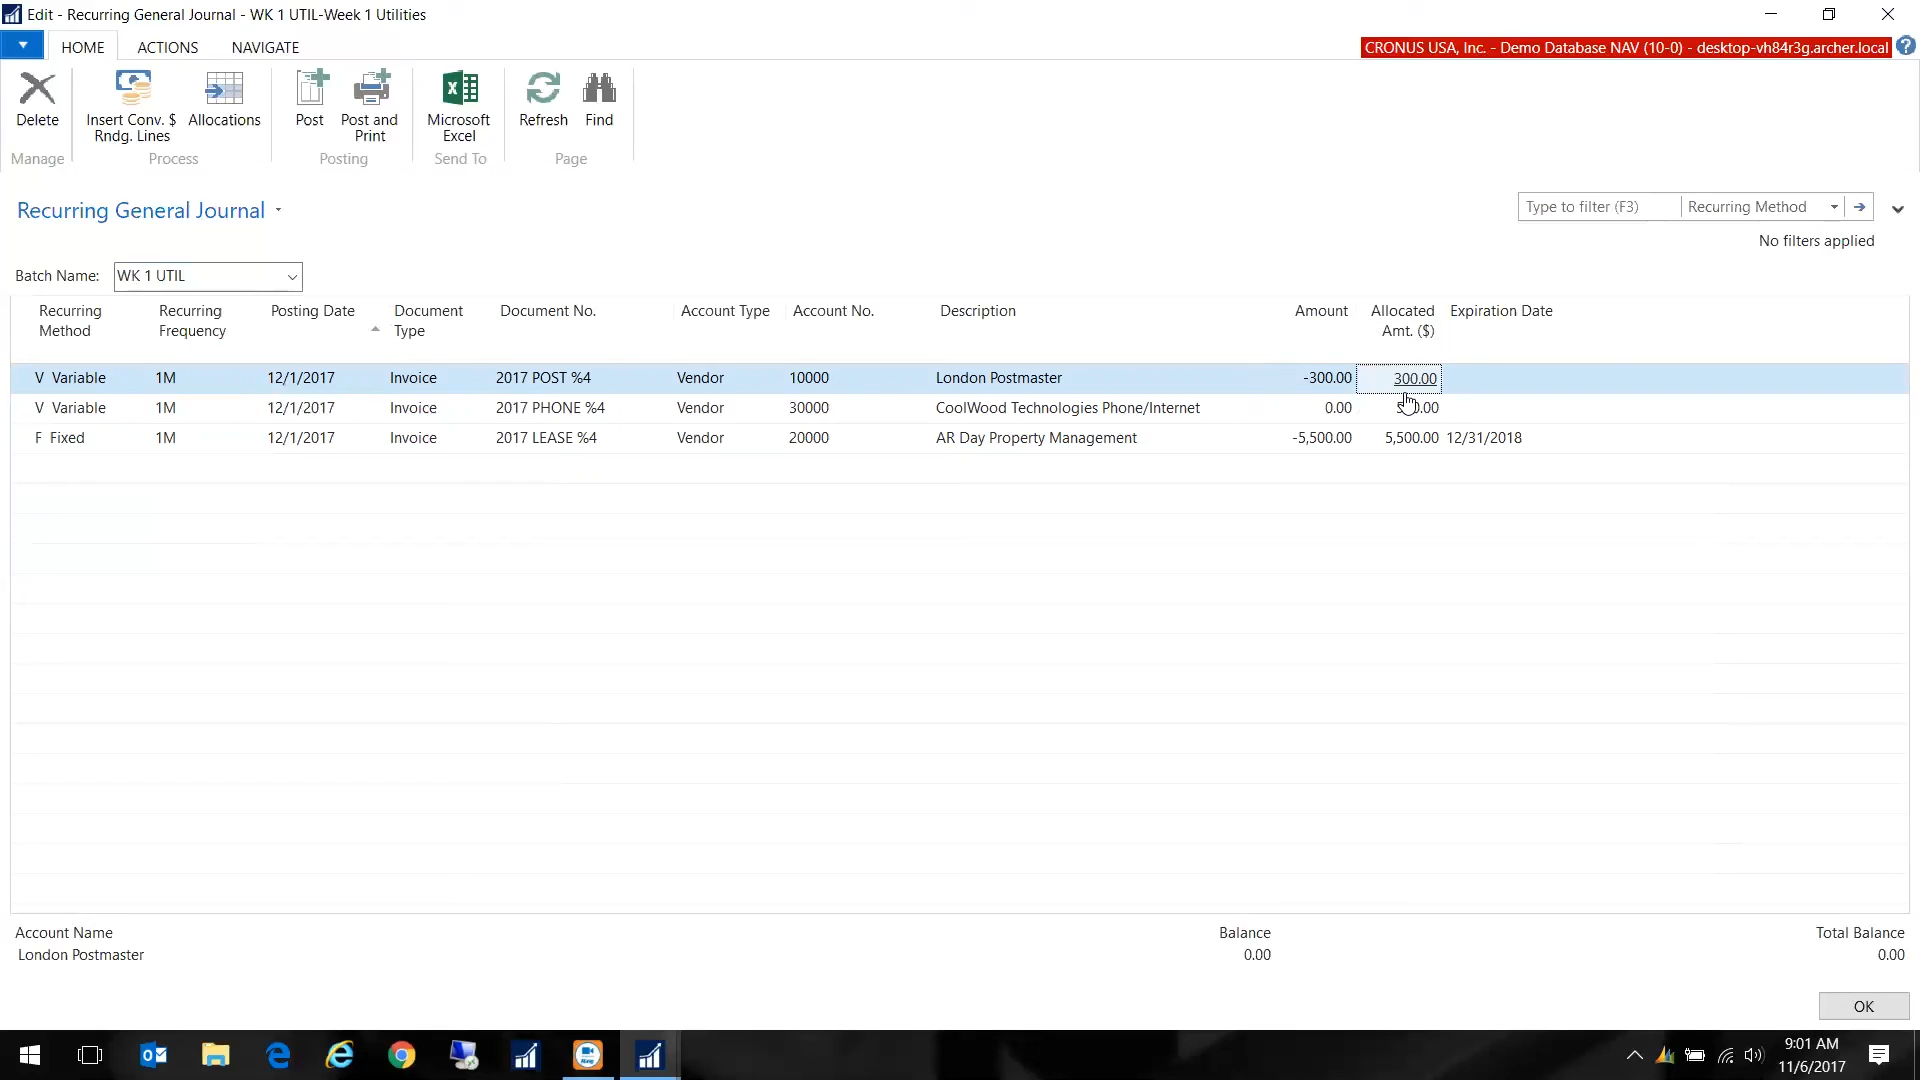 Edit - Recurring General Journal - WK 1 UTIL-Week 1 Utilities
HOME ACTIONS NAVIGATE
CRONUS USA, Inc. - Demo Database NAV (10-0) - desktop-vh84r3g.archer.local
Delete
Insert Conv. $ Rndg. Lines
Allocations
Post
Post and Print
Microsoft Excel
Refresh
Find
Manage Process Posting Send To Page
Recurring General Journal
Type to filter (F3) Recurring Method
No filters applied
Batch Name: WK 1 UTIL
Recurring Method Recurring Frequency Posting Date Document Type Document No. Account Type Account No. Description Amount Allocated Amt. ($) Expiration Date
V Variable 1M 12/1/2017 Invoice 2017 POST %4 Vendor 10000 London Postmaster -300.00 300.00
V Variable 1M 12/1/2017 Invoice 2017 PHONE %4 Vendor 30000 CoolWood Technologies Phone/Internet 0.00
F Fixed 1M 12/1/2017 Invoice 2017 LEASE %4 Vendor 20000 AR Day Property Management -5,500.00 5,500.00 12/31/2018
Account Name Balance Total Balance
London Postmaster 0.00 0.00
OK
9:01 AM
11/6/2017